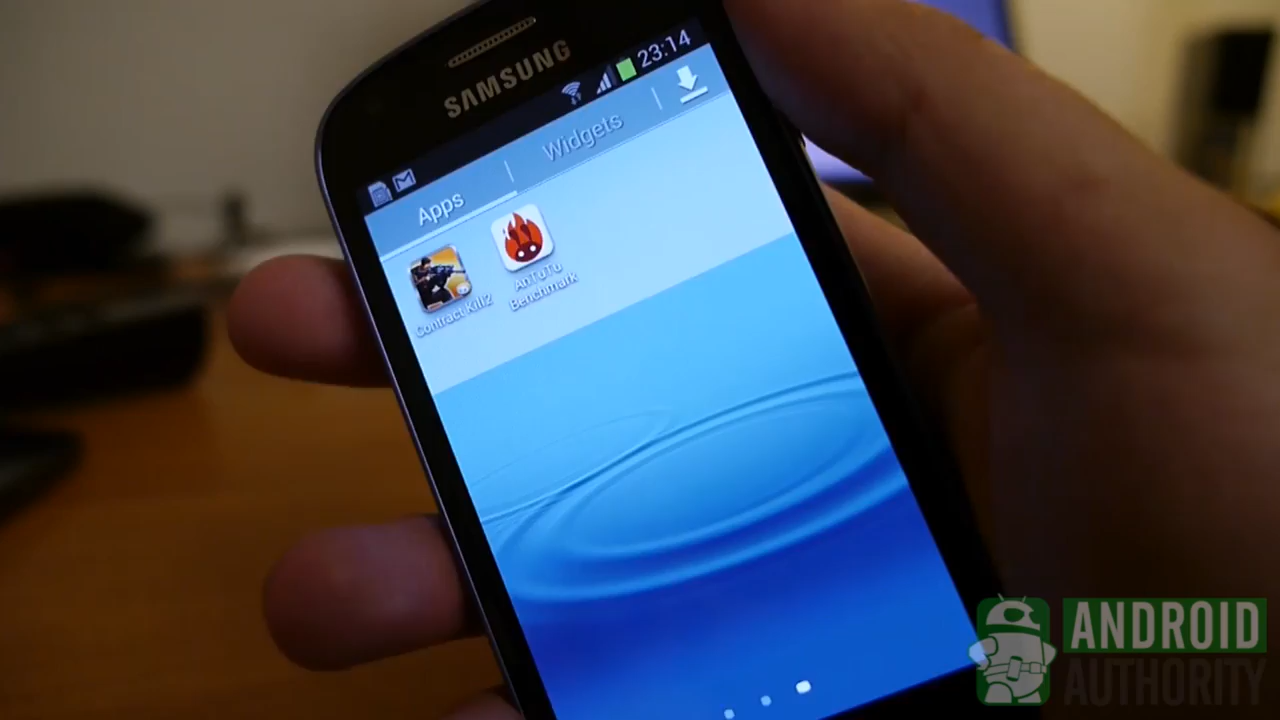 SAMSUNG
23:14
Apps
Widgets
Contract Kill2
AnTuTu
Benchmark
ANDROID
AUTHORITY